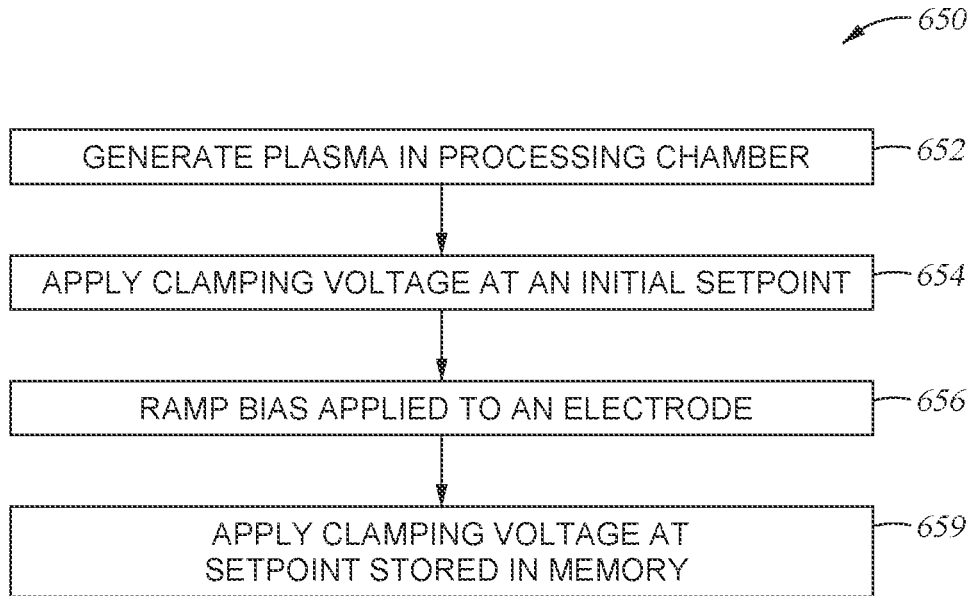 650
GENERATE PLASMA IN PROCESSING CHAMBER
652
APPLY CLAMPING VOLTAGE AT AN INITIAL SETPOINT
654
RAMP BIAS APPLIED TO AN ELECTRODE
656
APPLY CLAMPING VOLTAGE AT
SETPOINT STORED IN MEMORY
659